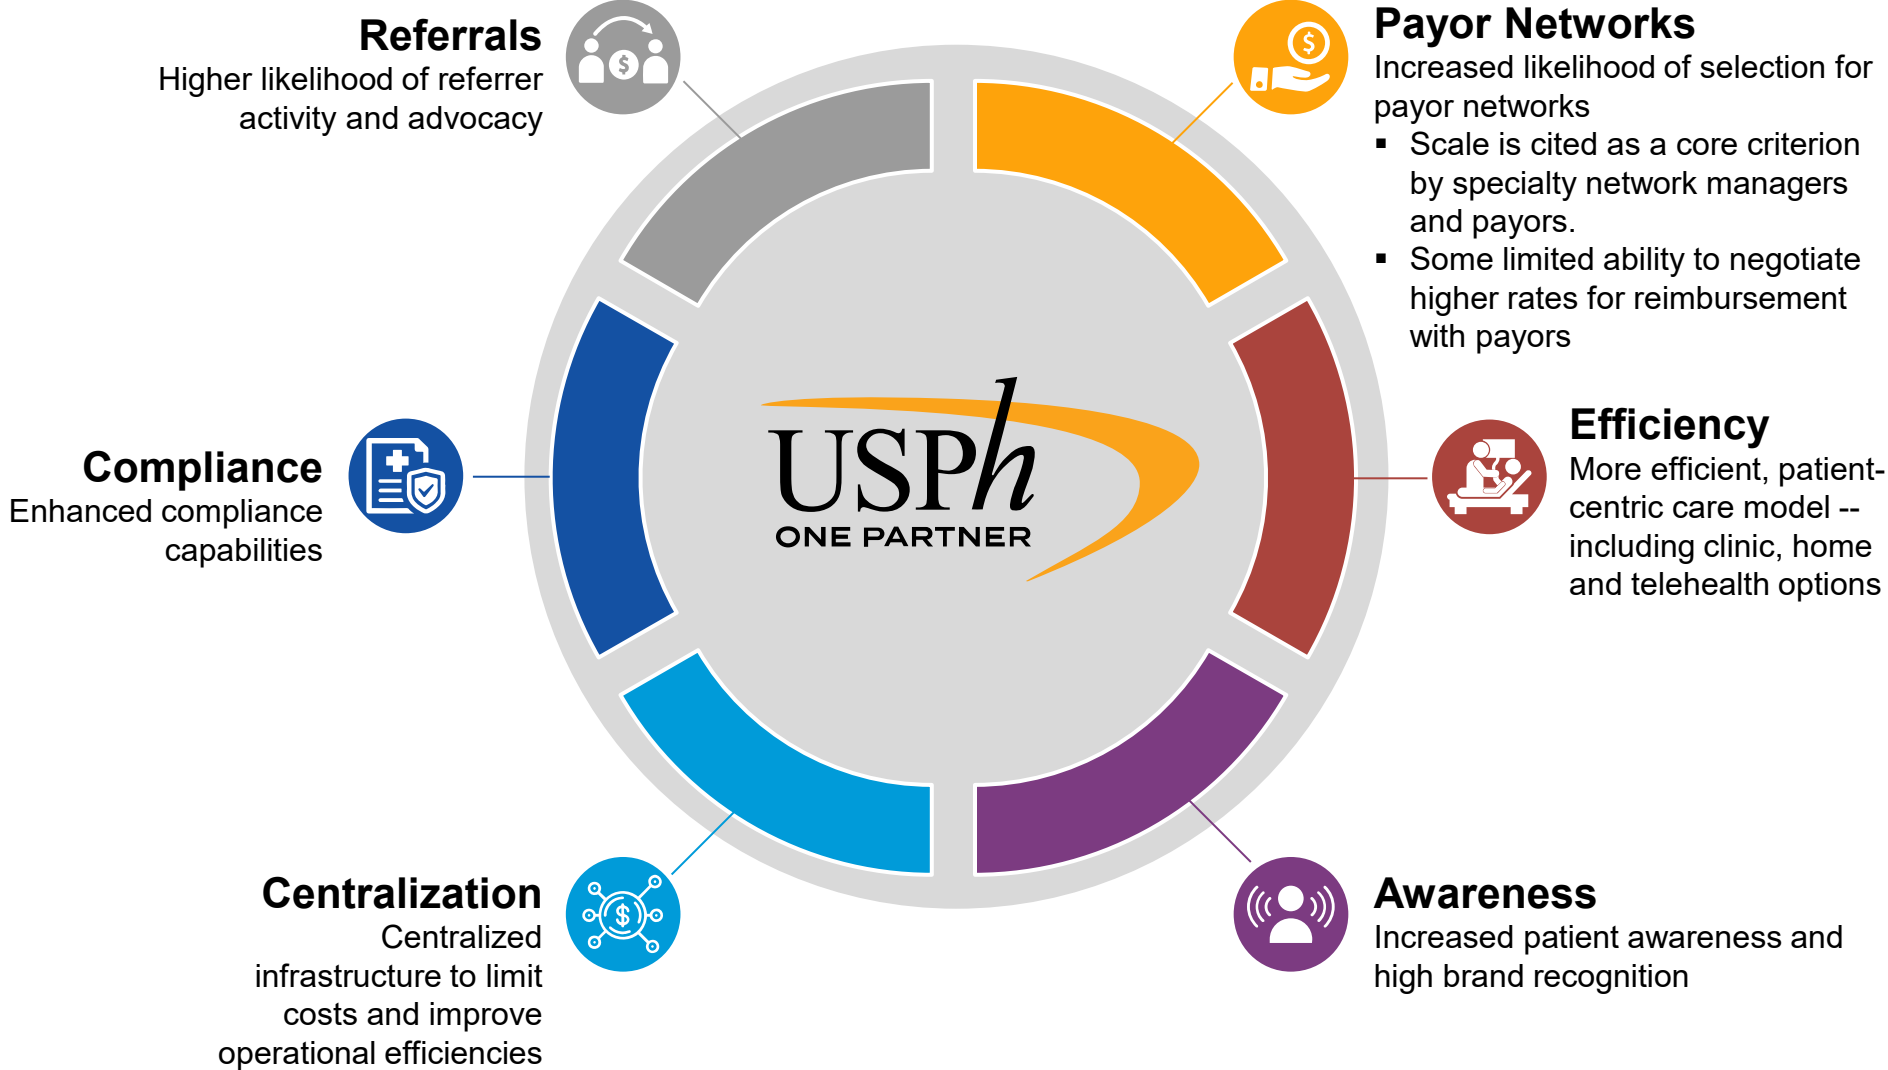 Referrals
Higher likelihood of referrer
activity and advocacy
$
$
Payor Networks
Increased likelihood of selection for
payor networks
▪ Scale is cited as a core criterion
by specialty network managers
and payors.
▪ Some limited ability to negotiate
higher rates for reimbursement
with payors
Compliance
Enhanced compliance
capabilities
USPh
ONE PARTNER
Efficiency
More efficient, patient-
centric care model --
including clinic, home
and telehealth options
Centralization
Centralized
infrastructure to limit
costs and improve
operational efficiencies
$
Awareness
Increased patient awareness and
high brand recognition